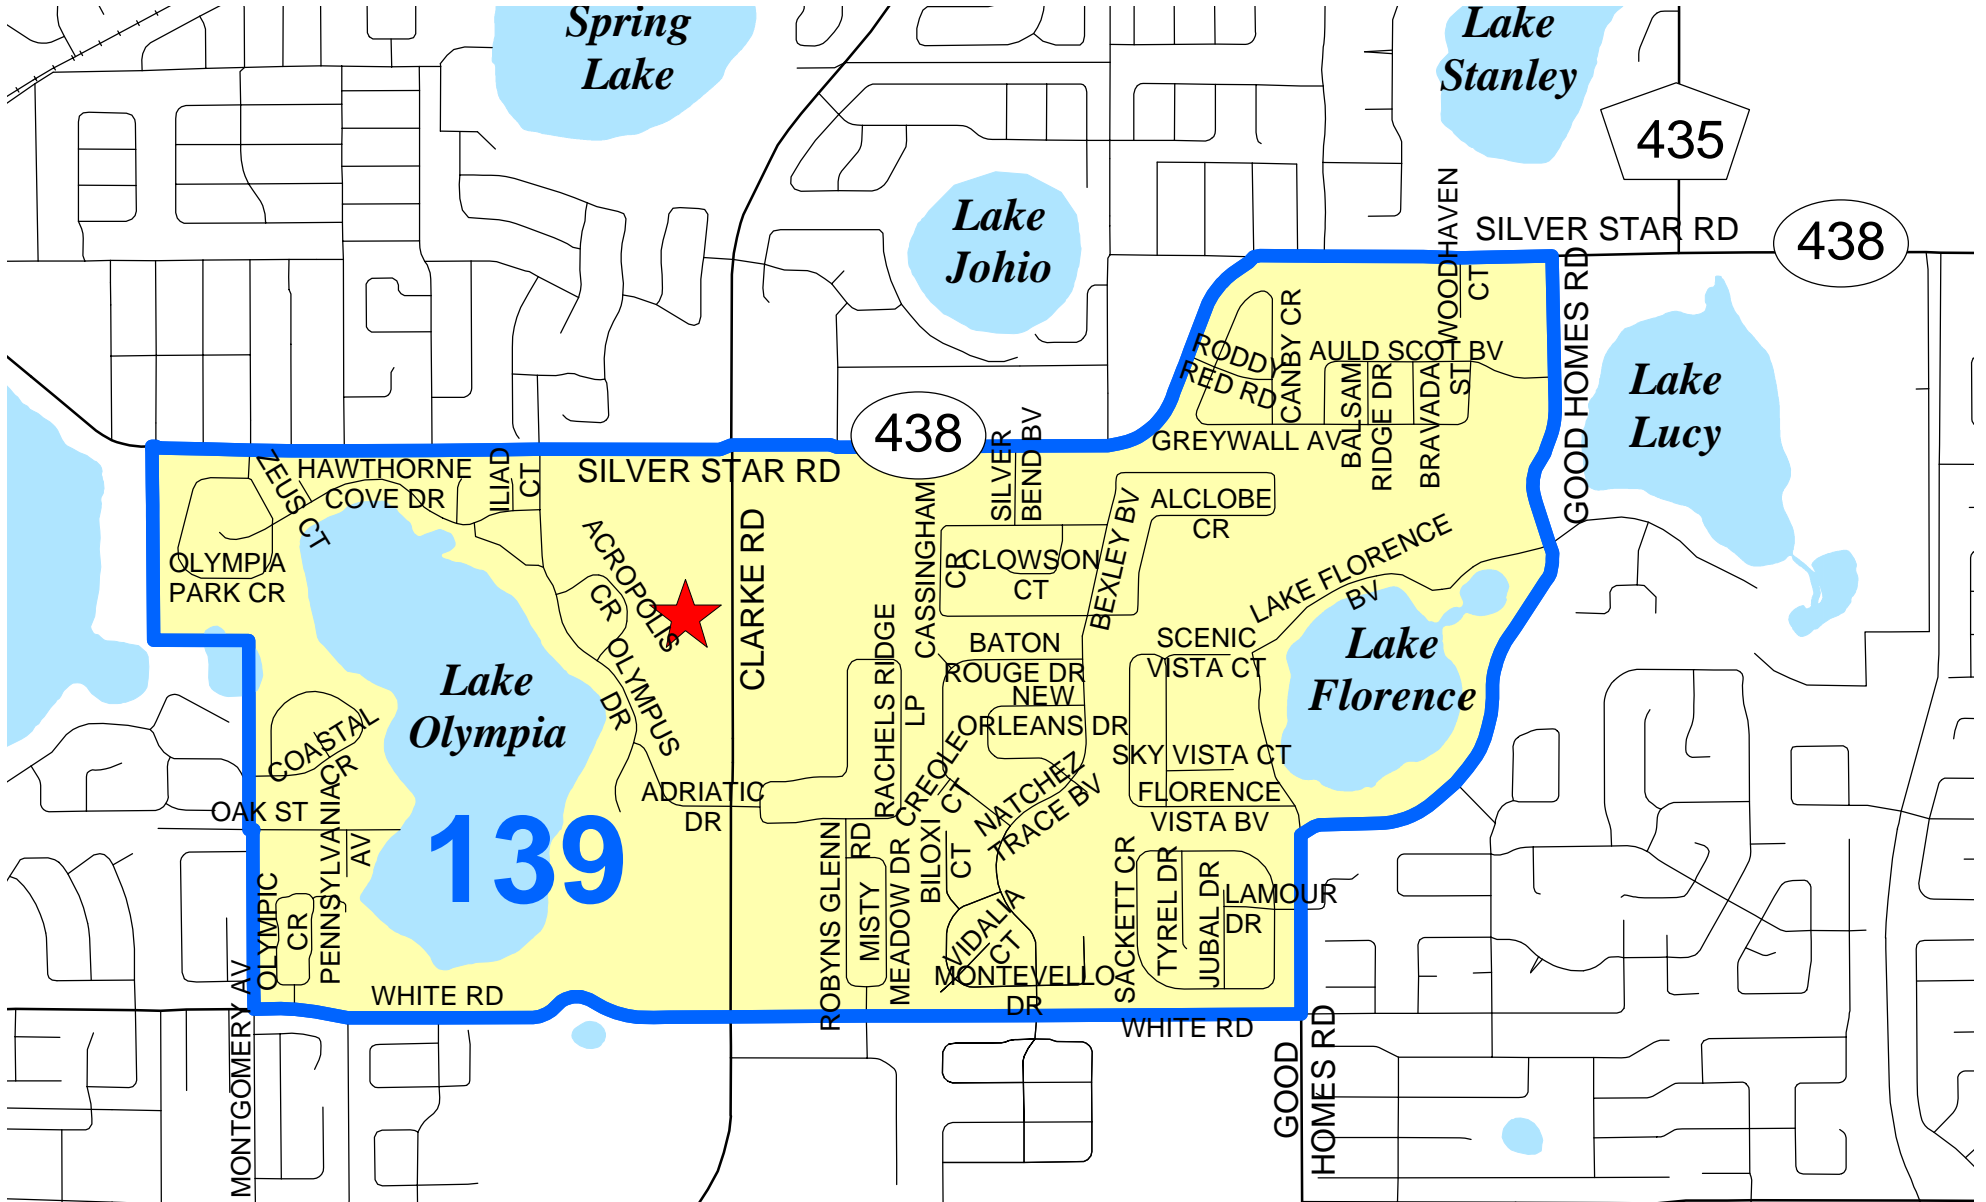 Spring
Lake
Lake
Stanley
435
Lake
Johio
WOODHAVEN
CT
SILVER STAR RD
438
GOOD HOMES RD
RODDY
RED RD
CANBY CR
AULD SCOT BV
BALSAM
RIDGE DR
BRAVADA
ST
GREYWALL AV
Lake
Lucy
438
SILVER STAR RD
ZEUS CT
HAWTHORNE
COVE DR
ILIAD
CT
OLYMPIA
PARK CR
ACROPOLIS
CR
CLARKE RD
CASSINGHAM
CR
SILVER
BEND BV
CLOWSON
CT
BEXLEY BV
ALCLOBE
CR
LAKE FLORENCE
BV
Lake
Florence
Lake
Olympia
OLYMPUS
DR
RACHELS RIDGE
LP
BATON
ROUGE DR
NEW
ORLEANS DR
SCENIC
VISTA CT
SKY VISTA CT
FLORENCE
VISTA BV
COASTAL
CR
OAK ST
ADRIATIC
DR
139
CREOLE
CT
NATCHEZ
TRACE BV
PENNSYLVANIA
AV
OLYMPIC
CR
ROBYNS GLENN
RD
MISTY
MEADOW DR
BILOXI
CT
VIDALIA
CT
SACKETT CR
TYREL DR
JUBAL DR
LAMOUR
DR
MONTEVELLO
DR
WHITE RD
WHITE RD
MONTGOMERY AV
GOOD
HOMES RD